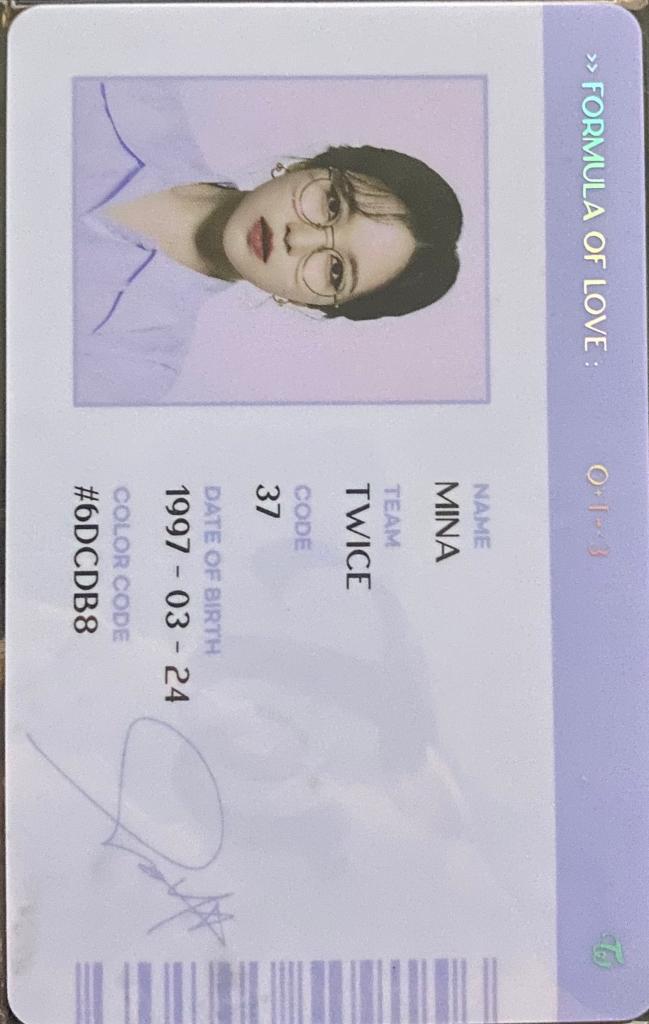 >> FORMULA OF LOVE : O+T=<3
NAME
MINA
TEAM
TWICE
CODE
37
DATE OF BIRTH
1997 - 03 - 24
COLOR CODE
#6DCDB8